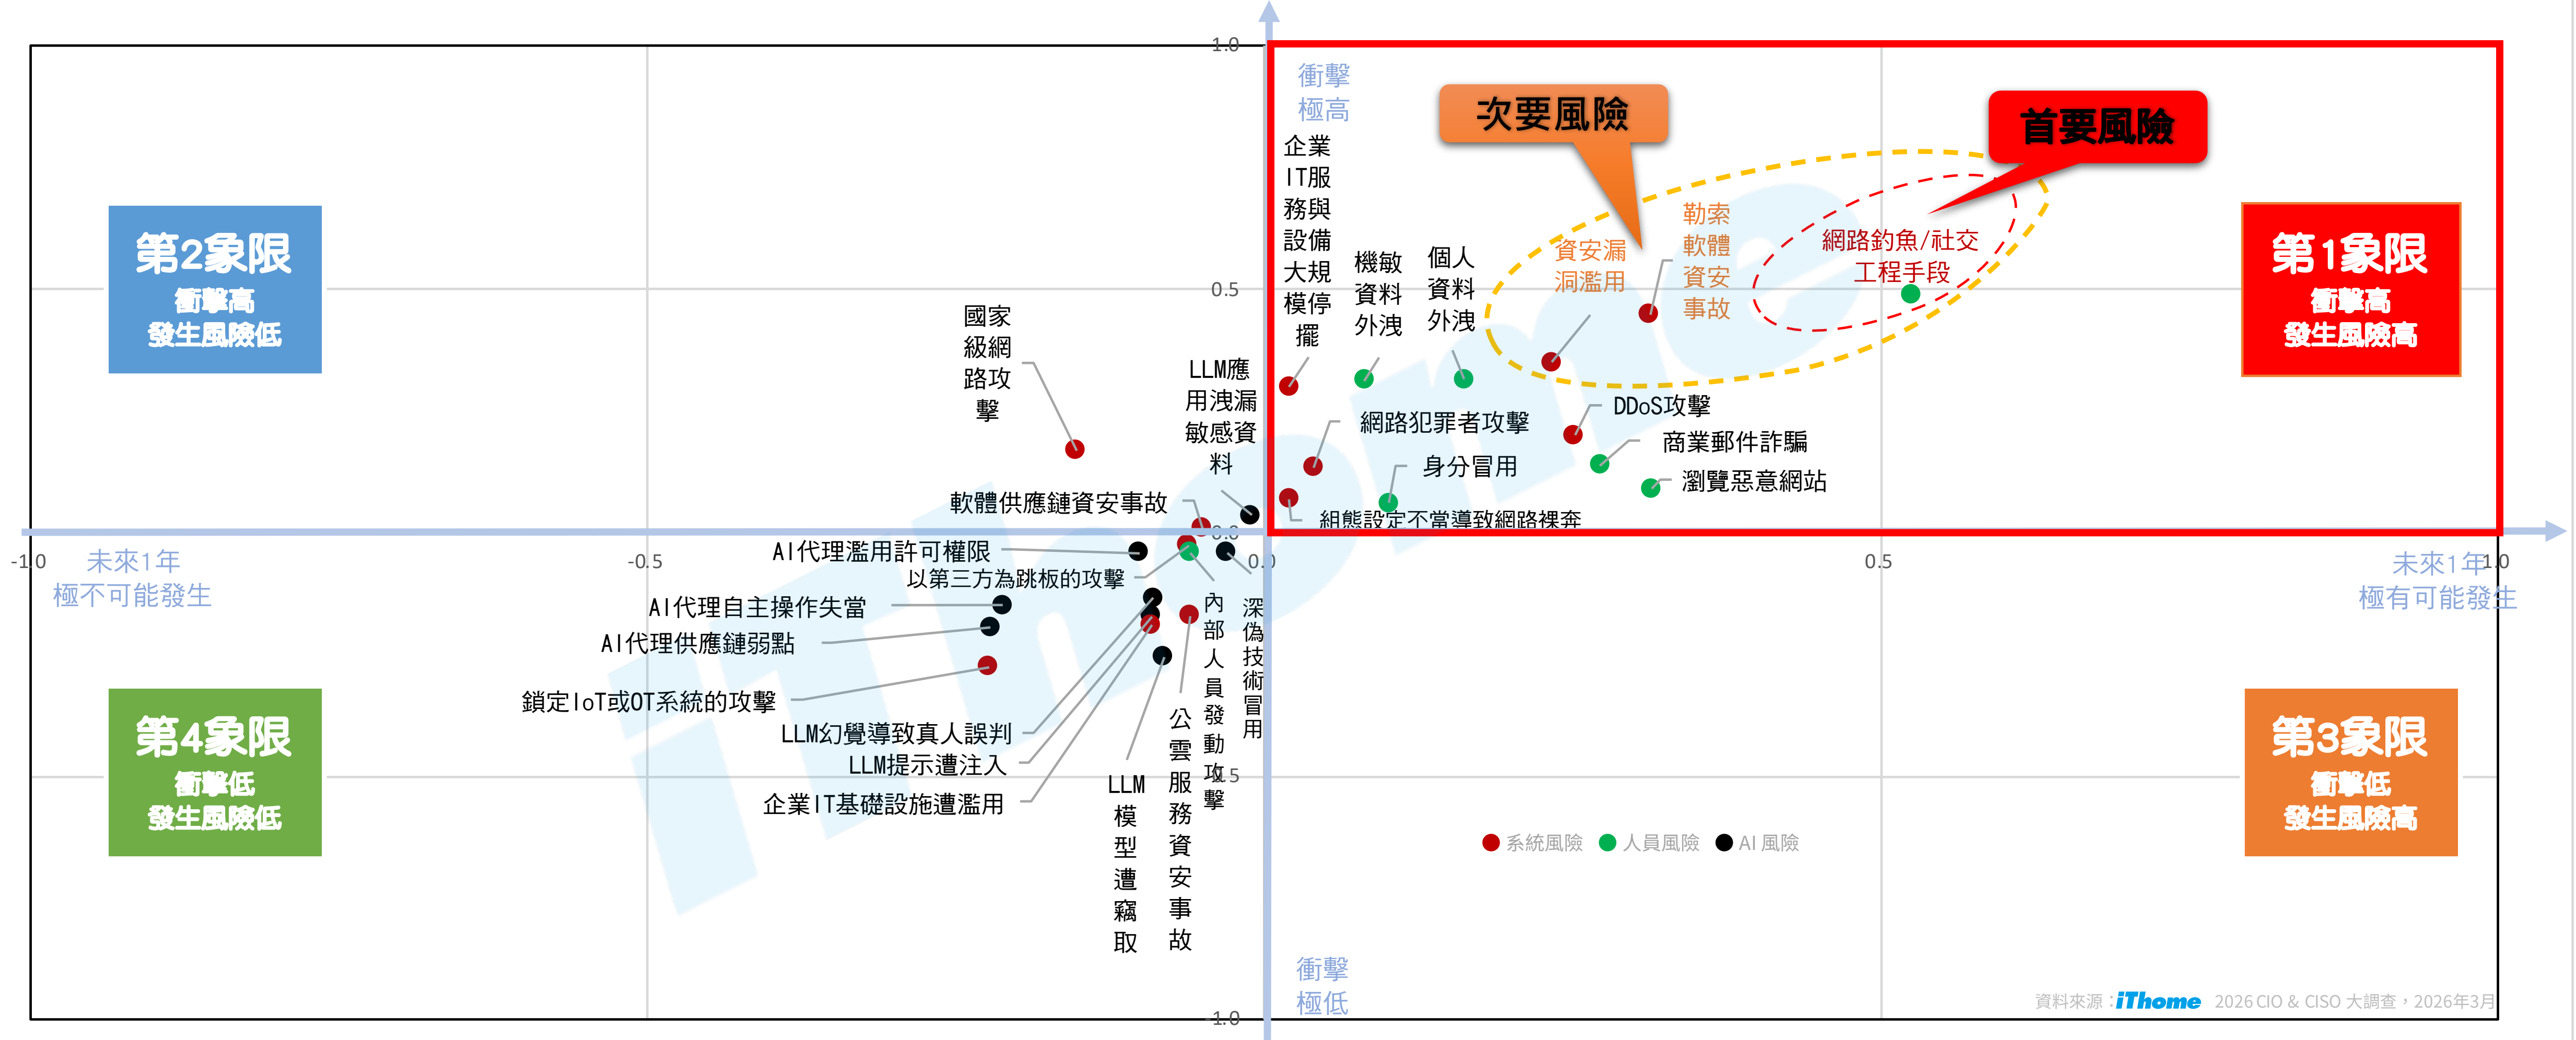 1.0
衝擊
極高
次要風險
首要風險
企業
IT服
務與
設備
大規
模停
擺
機敏
資料
外洩
個人
資料
外洩
資安漏
洞濫用
勒索
軟體
資安
事故
網路釣魚/社交
工程手段
第2象限
衝擊高
發生風險低
第1象限
衝擊高
發生風險高
0.5
國家
級網
路攻
擊
LLM應
用洩漏
敏感資
料
DDoS攻擊
網路犯罪者攻擊
商業郵件詐騙
身分冒用
瀏覽惡意網站
軟體供應鏈資安事故
組態設定不當導致網路裸奔
0.0
-1.0
-0.5
0.0
0.5
1.0
未來1年
極不可能發生
未來1年
極有可能發生
AI代理濫用許可權限
以第三方為跳板的攻擊
AI代理自主操作失當
AI代理供應鏈弱點
鎖定IoT或OT系統的攻擊
LLM幻覺導致真人誤判
LLM提示遭注入
企業IT基礎設施遭濫用
LLM
模
型
遭
竊
取
公
雲
服
務
資
安
事
故
內
部
人
員
發
動
攻
擊
深
偽
技
術
冒
用
-0.5
第4象限
衝擊低
發生風險低
第3象限
衝擊低
發生風險高
系統風險
人員風險
AI 風險
衝擊
極低
-1.0
資料來源：iThome 2026 CIO & CISO 大調查，2026年3月
iThome